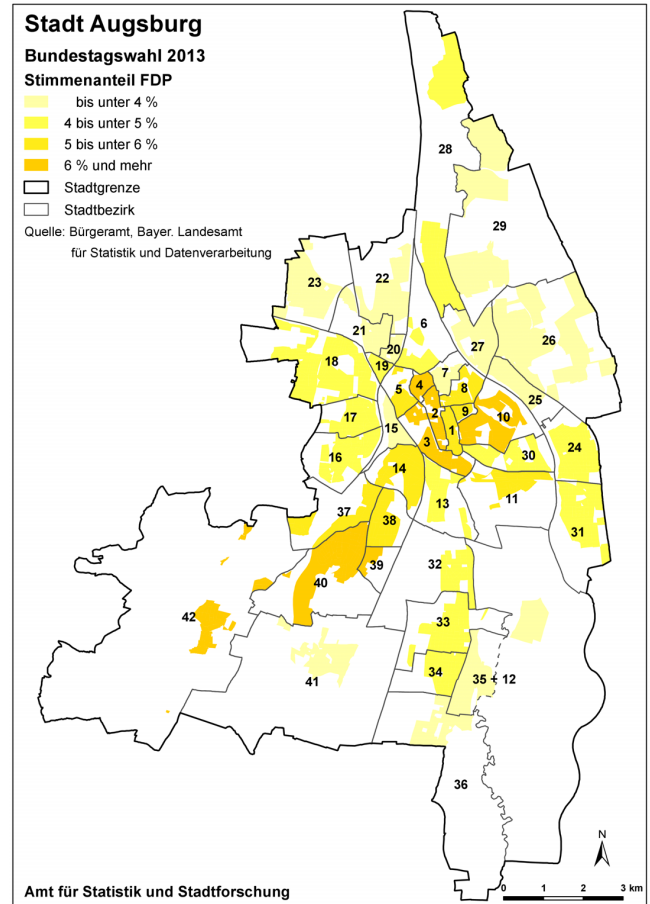 Stadt Augsburg
Bundestagswahl 2013
Stimmenanteil FDP
bis unter 4 %
4 bis unter 5 %
5 bis unter 6 %
6 % und mehr
Stadtgrenze
Stadtbezirk
Quelle: Bürgeramt, Bayer. Landesamt
für Statistik und Datenverarbeitung
28
29
23
22
21
20
6
27
26
18
19
7
4
5
8
25
2
9
10
17
15
1
3
24
16
14
30
11
13
31
37
38
32
39
40
42
33
34
41
35 + 12
36
N
Amt für Statistik und Stadtforschung
0 1 2 3 km